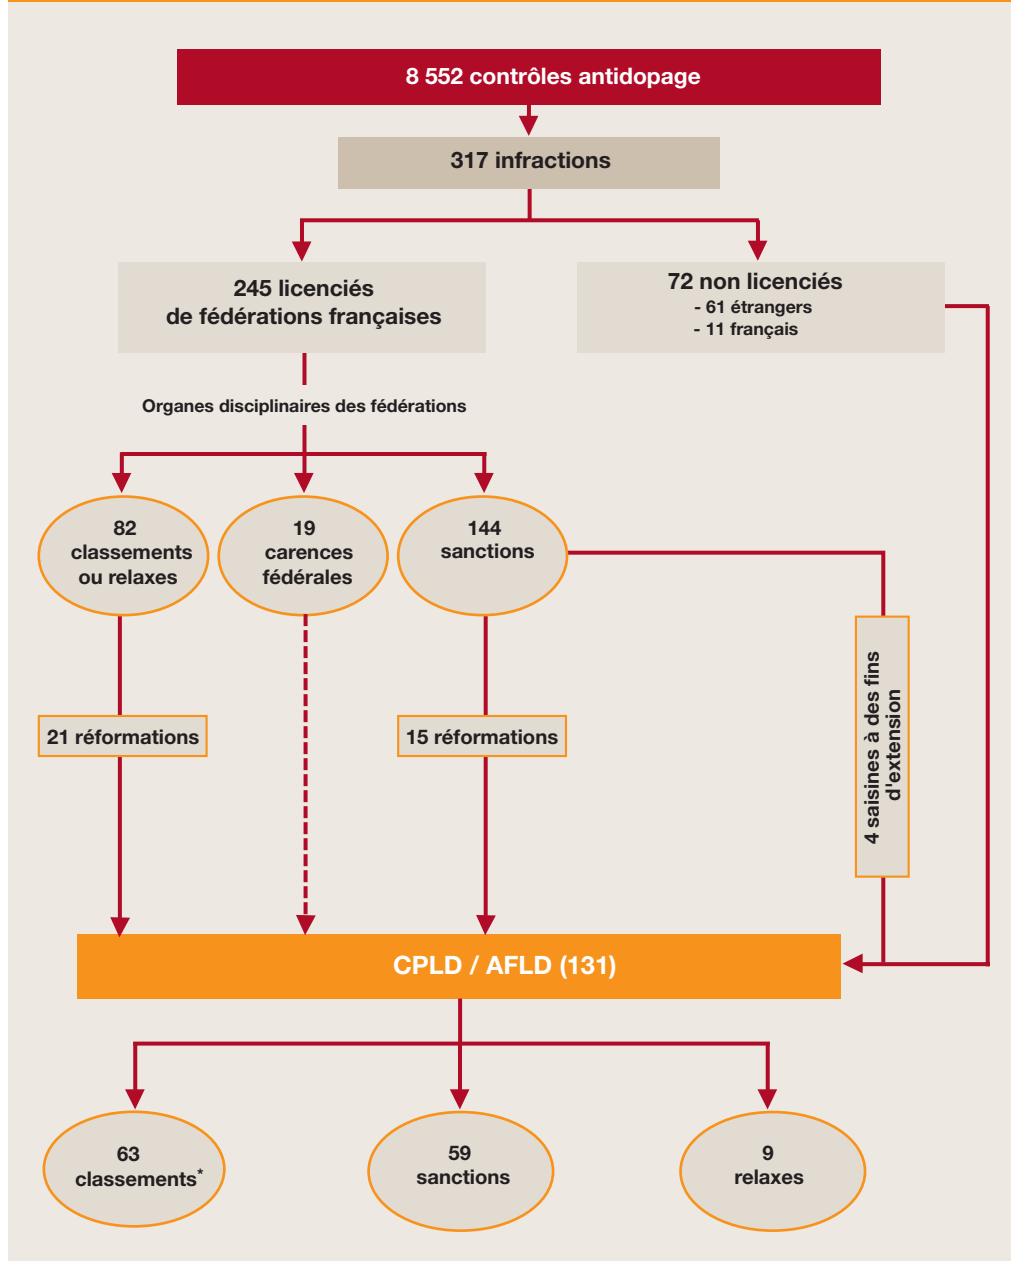 8 552 contrôles antidopage
317 infractions
245 licenciés
de fédérations françaises
72 non licenciés
- 61 étrangers
- 11 français
Organes disciplinaires des fédérations
82
classements
ou relaxes
19
carences
fédérales
144
sanctions
21 réformations
15 réformations
4 saisines à des fins
d'extension
CPLD / AFLD (131)
63
classements*
59
sanctions
9
relaxes